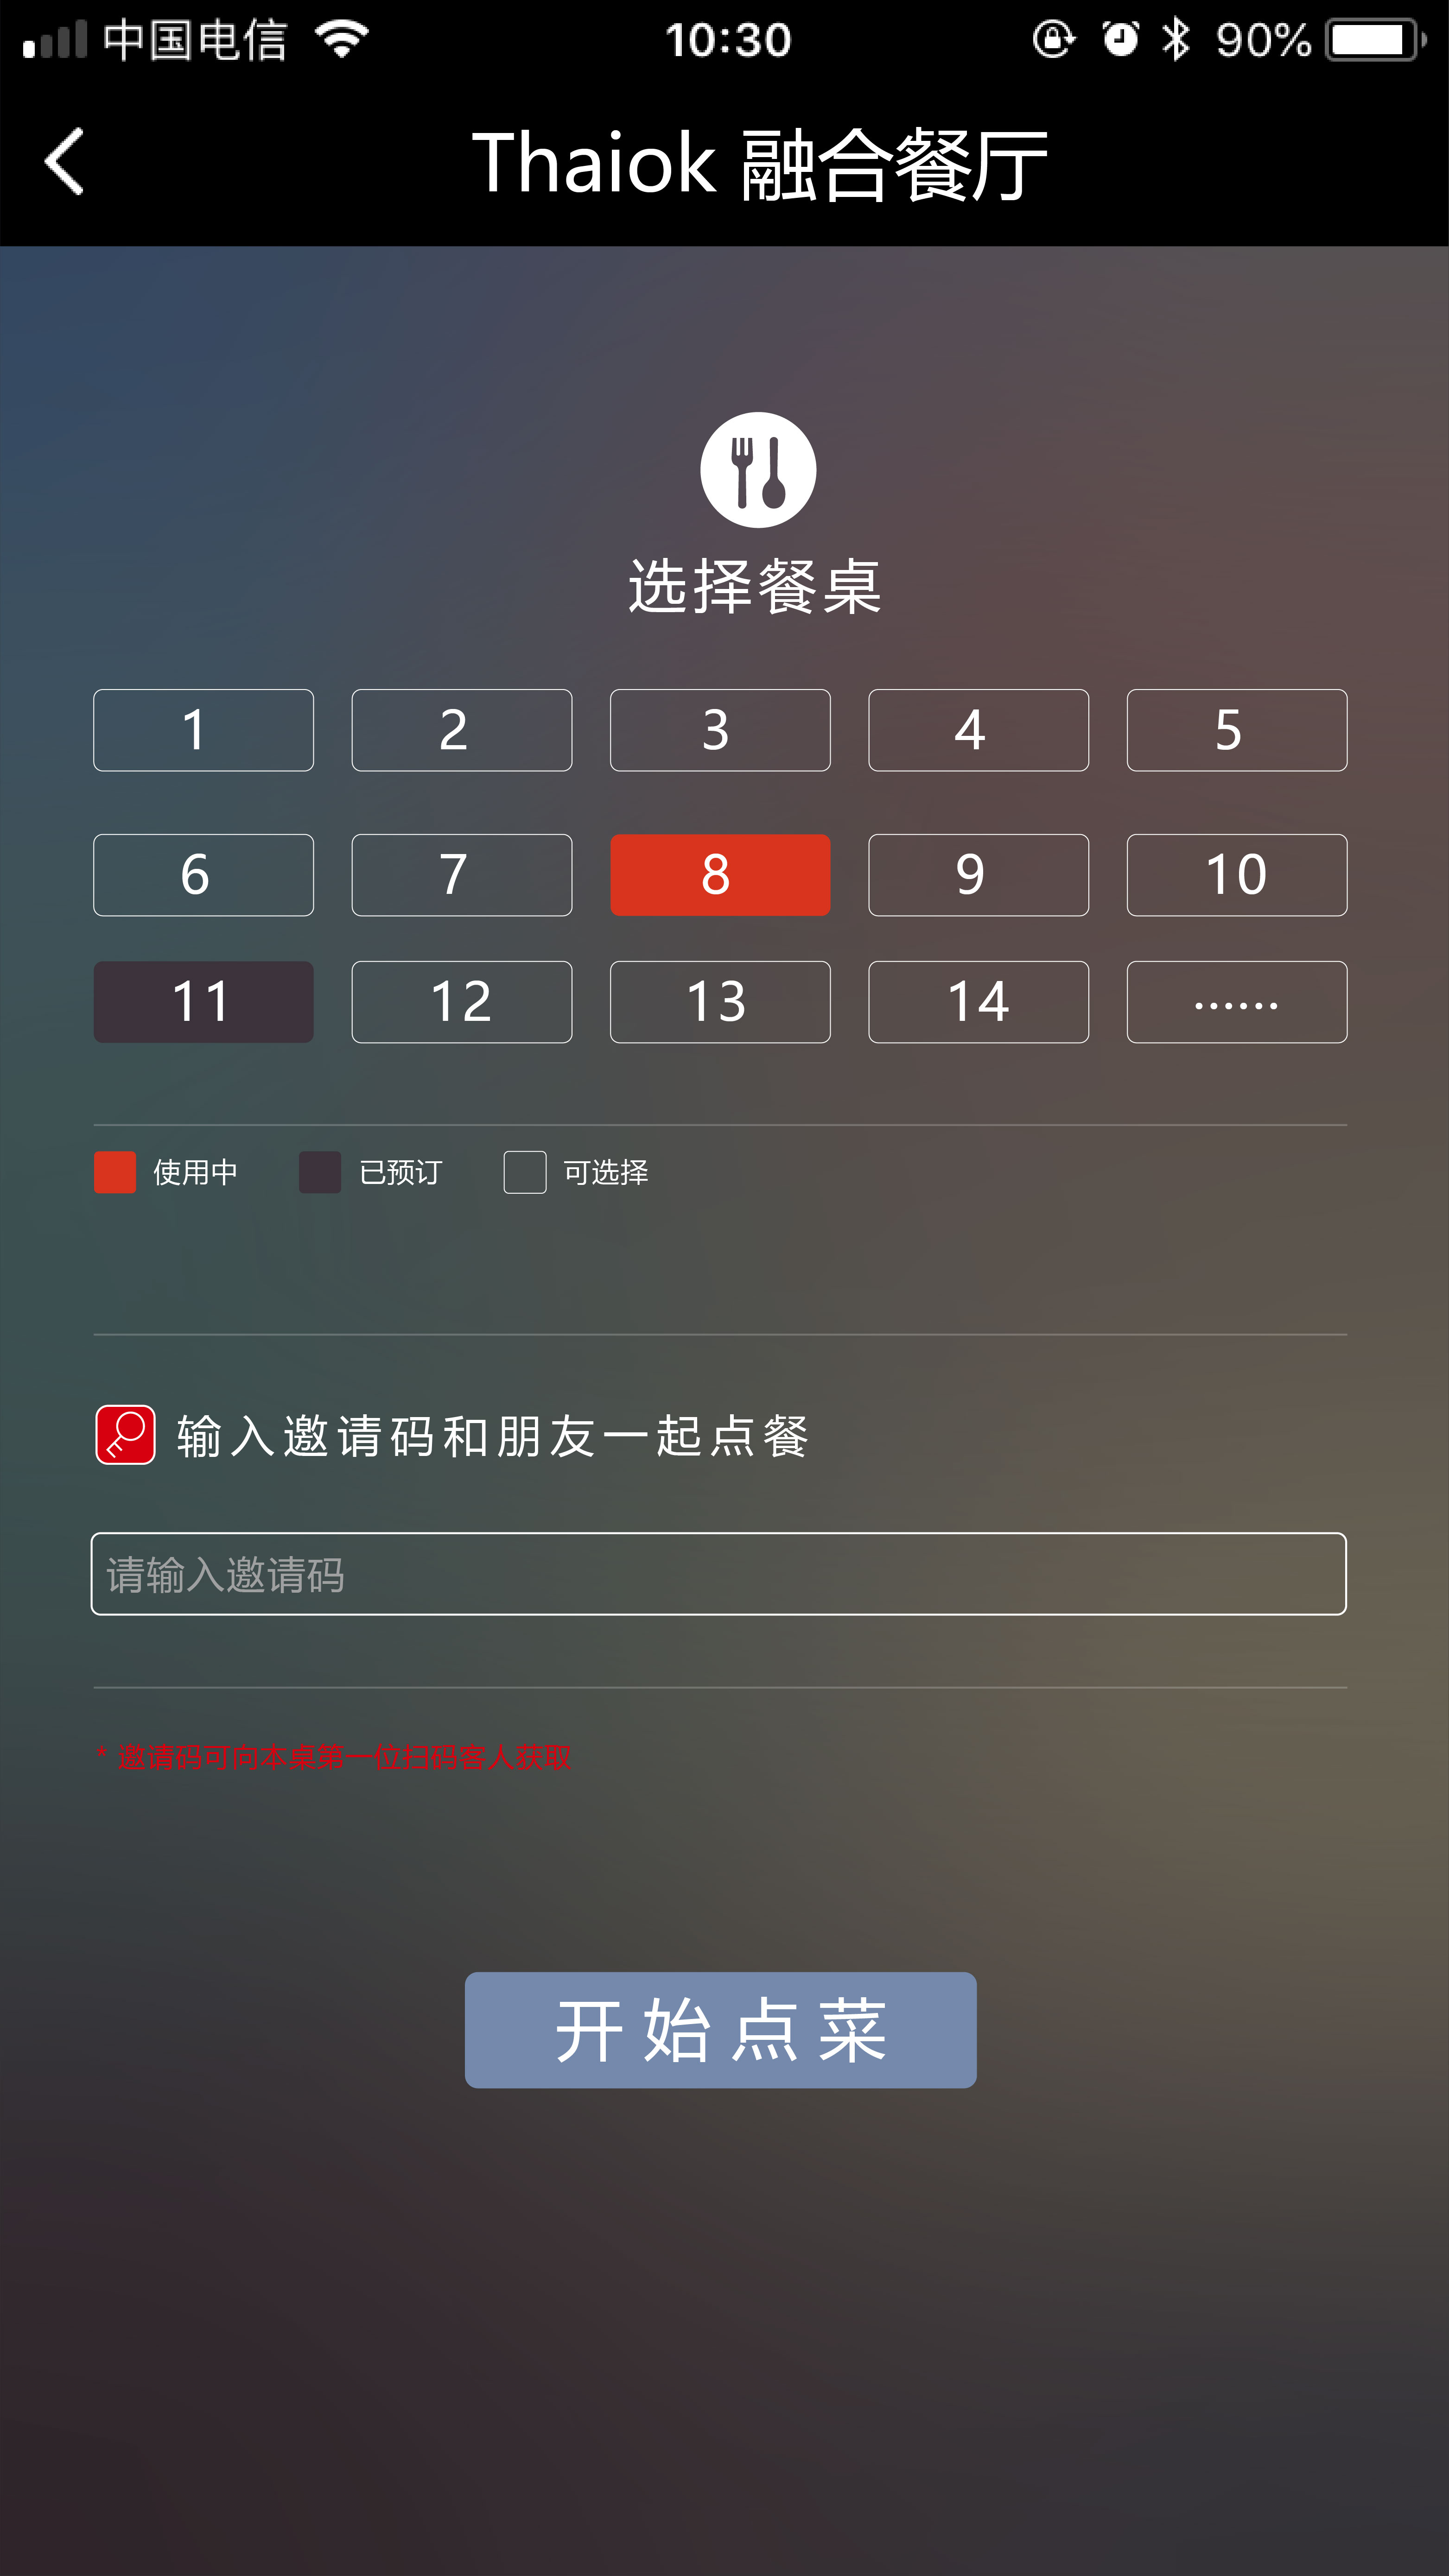 中国电信 10:30 90%
Thaiok 融合餐厅
选择餐桌
1 2 3 4 5
6 7 8 9 10
11 12 13 14 ······
使用中 已预订 可选择
输入邀请码和朋友一起点餐
请输入邀请码
* 邀请码可向本桌第一位扫码客人获取
开始点菜